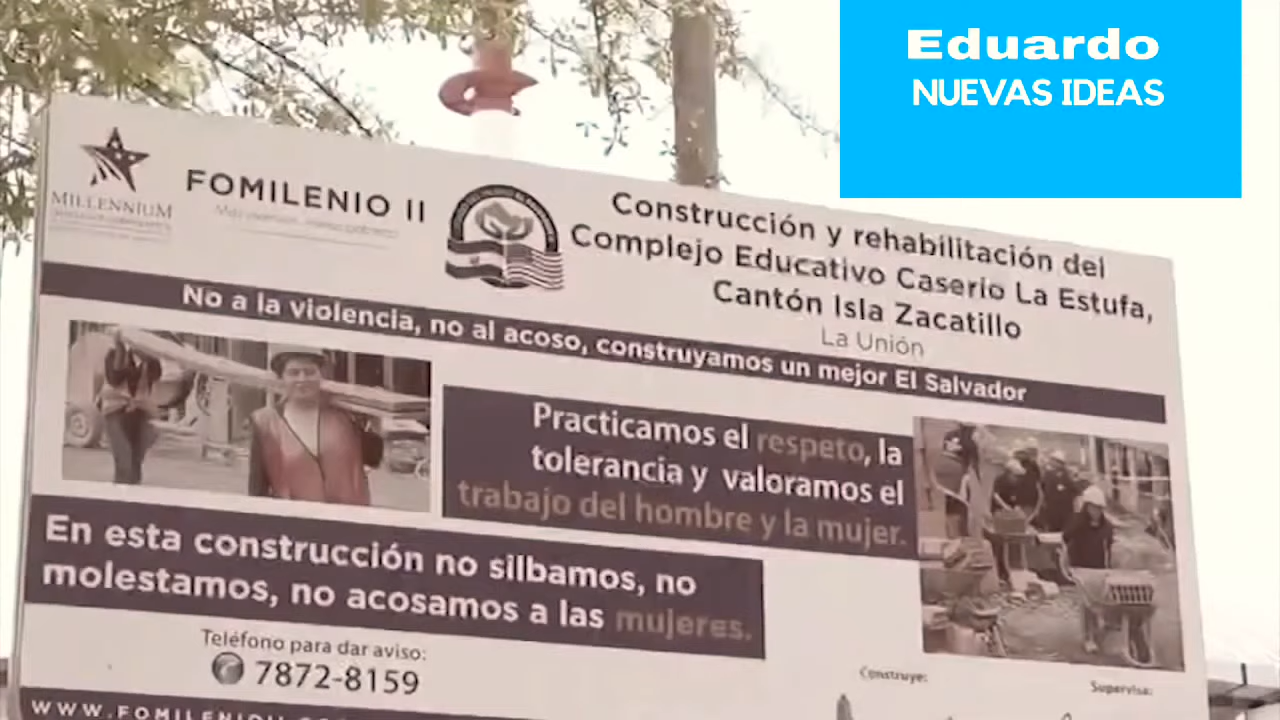 Eduardo
NUEVAS IDEAS
MILLENNIUM
FOMILENIO II
Construcción y rehabilitación del
Complejo Educativo Caserio La Estufa,
Cantón Isla Zacatillo
La Unión
No a la violencia, no al acoso, construyamos un mejor El Salvador
Practicamos el respeto, la
tolerancia y valoramos el
trabajo del hombre y la mujer.
En esta construcción no silbamos, no
molestamos, no acosamos a las mujeres.
Teléfono para dar aviso:
7872-8159
Construye:
Supervisa: